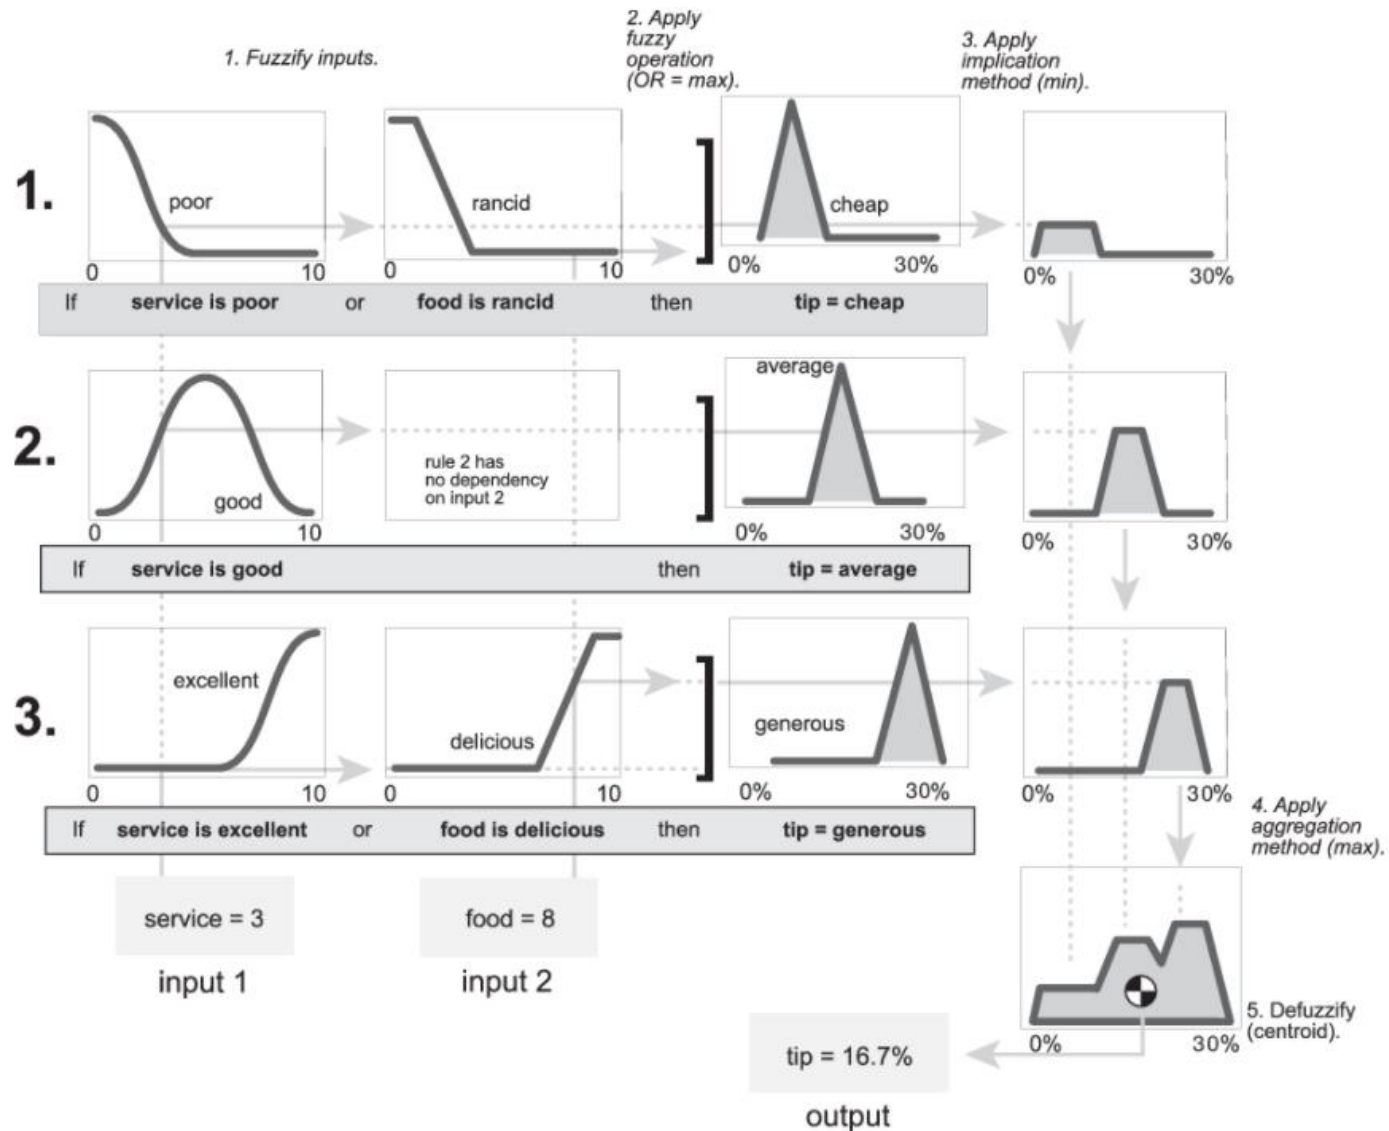 1. Fuzzify inputs.
2. Apply
fuzzy
operation
(OR = max).
3. Apply
implication
method (min).
1.
poor
0
10
rancid
0
10
cheap
0%
30%
0%
30%
If service is poor or food is rancid then tip = cheap
2.
good
0
10
rule 2 has
no dependency
on input 2
average
0%
30%
0%
30%
If service is good then tip = average
3.
excellent
0
10
delicious
0
10
generous
0%
30%
0%
30%
If service is excellent or food is delicious then tip = generous
4. Apply
aggregation
method (max).
service = 3
input 1
food = 8
input 2
0%
30%
5. Defuzzify
(centroid).
tip = 16.7%
output